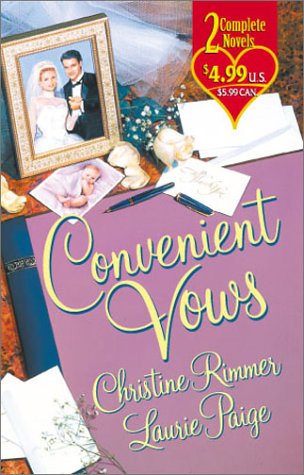 2 Complete
Novels
$4.99 U.S.
$5.99 CAN.
Convenient
Vows
Christine Rimmer
Laurie Paige